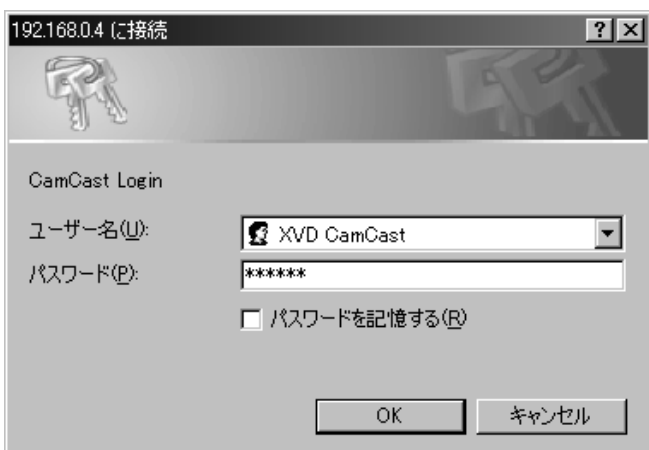 192.168.0.4 に接続
CamCast Login
ユーザー名(U):
XVD CamCast
パスワード(P):
******
パスワードを記憶する(R)
OK
キャンセル